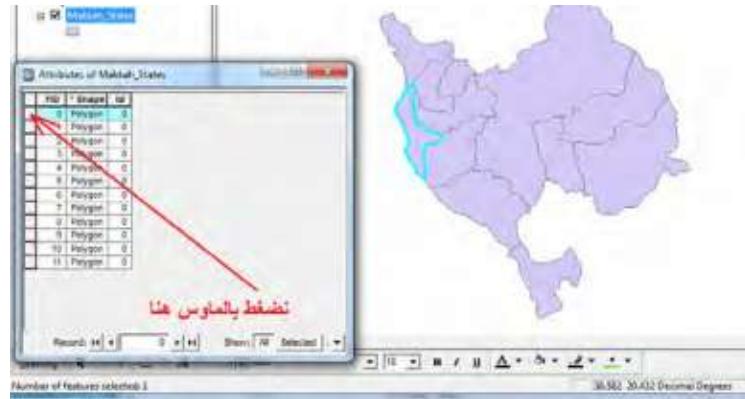 Makkah_States
Attributes of Makkah_States
FID * Shape Id
0 Polygon 0
1 Polygon 0
2 Polygon 0
3 Polygon 0
4 Polygon 0
5 Polygon 0
6 Polygon 0
7 Polygon 0
8 Polygon 0
9 Polygon 0
10 Polygon 0
11 Polygon 0
نضغط بالماوس هنا
Record: 0 Show: All Selected
10 B I U A
Number of features selected: 1